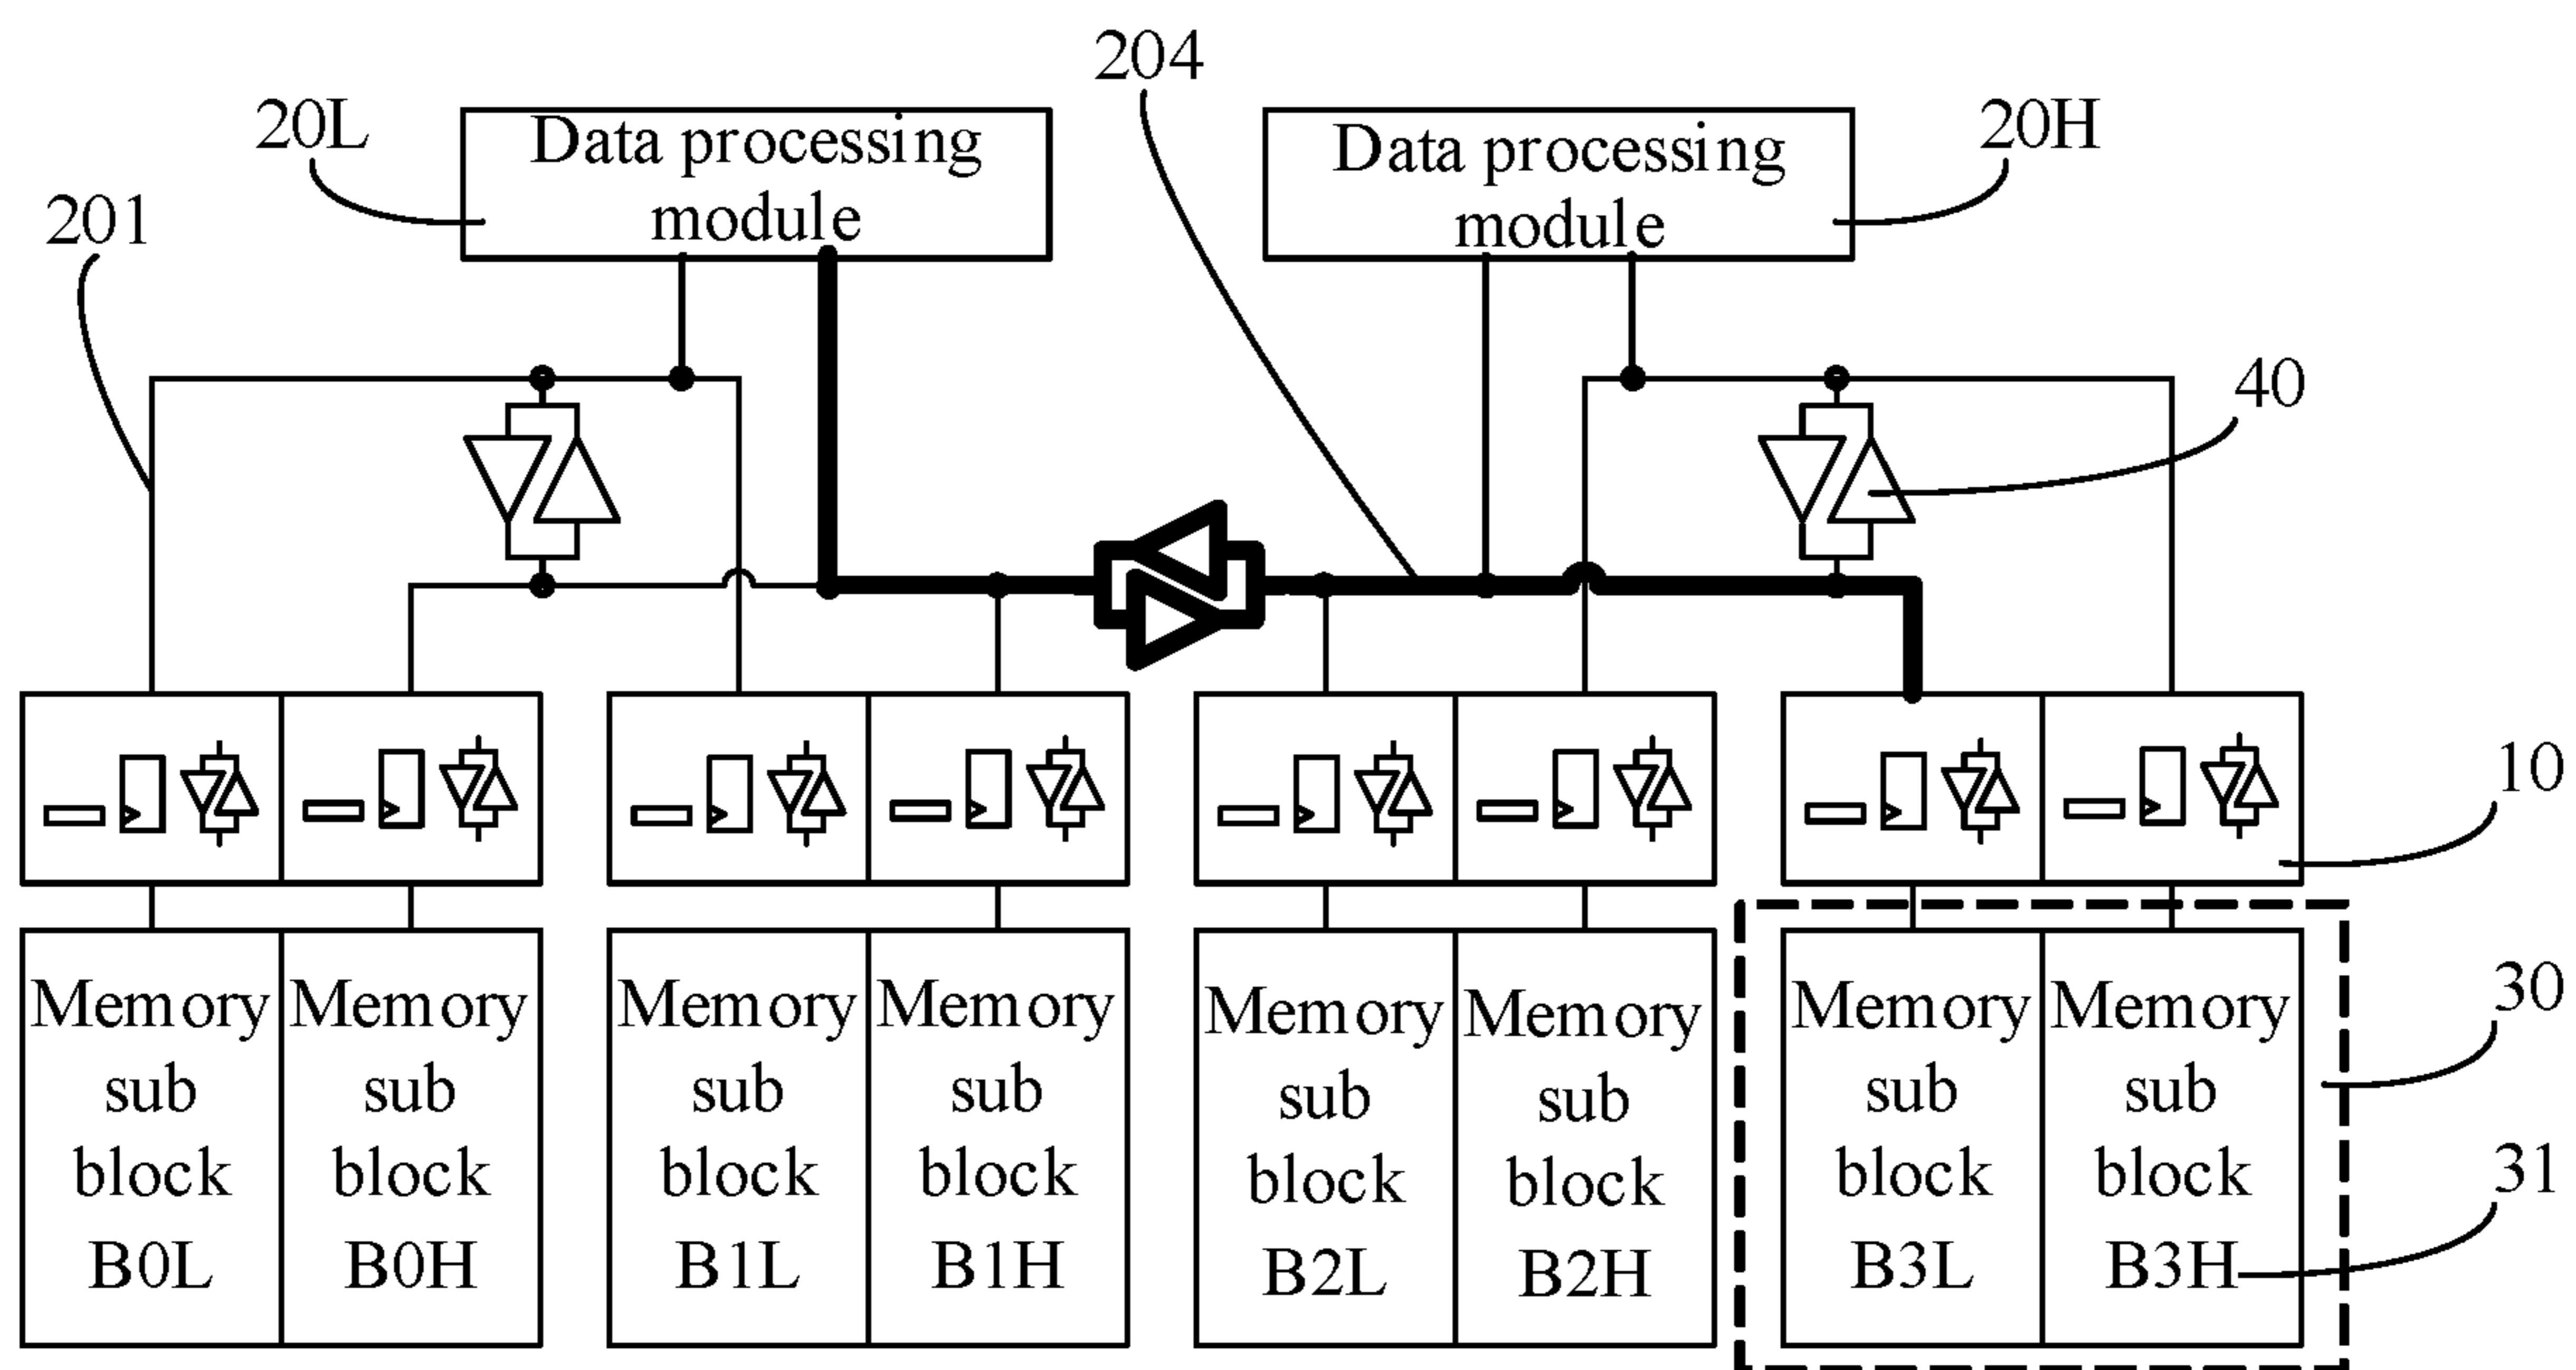 204
20L
Data processing
module
Data processing
module
20H
201
40
10
Memory
sub
block
B0L
Memory
sub
block
B0H
Memory
sub
block
B1L
Memory
sub
block
B1H
Memory
sub
block
B2L
Memory
sub
block
B2H
Memory
sub
block
B3L
Memory
sub
block
B3H
30
31